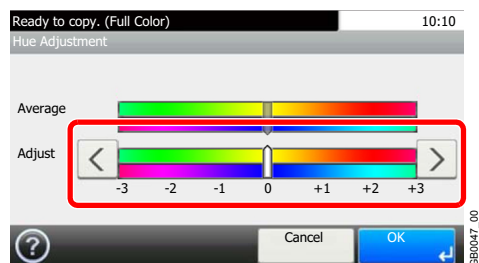 Ready to copy. (Full Color) 10:10
Hue Adjustment
Average
Adjust
-3 -2 -1 0 +1 +2 +3
? Cancel OK